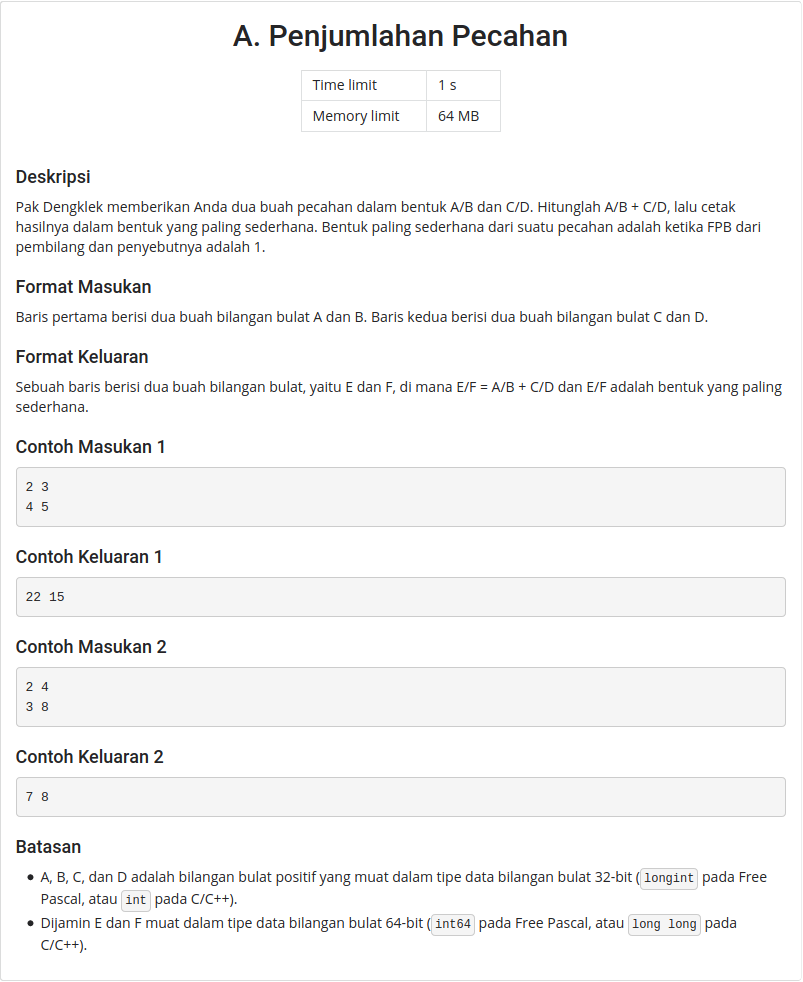 A. Penjumlahan Pecahan
Time limit 1 s
Memory limit 64 MB
Deskripsi
Pak Dengklek memberikan Anda dua buah pecahan dalam bentuk A/B dan C/D. Hitunglah A/B + C/D, lalu cetak
hasilnya dalam bentuk yang paling sederhana. Bentuk paling sederhana dari suatu pecahan adalah ketika FPB dari
pembilang dan penyebutnya adalah 1.
Format Masukan
Baris pertama berisi dua buah bilangan bulat A dan B. Baris kedua berisi dua buah bilangan bulat C dan D.
Format Keluaran
Sebuah baris berisi dua buah bilangan bulat, yaitu E dan F, di mana E/F = A/B + C/D dan E/F adalah bentuk yang paling
sederhana.
Contoh Masukan 1
2 3
4 5
Contoh Keluaran 1
22 15
Contoh Masukan 2
2 4
3 8
Contoh Keluaran 2
7 8
Batasan
• A, B, C, dan D adalah bilangan bulat positif yang muat dalam tipe data bilangan bulat 32-bit (longint pada Free
Pascal, atau int pada C/C++).
• Dijamin E dan F muat dalam tipe data bilangan bulat 64-bit (int64 pada Free Pascal, atau long long pada
C/C++).